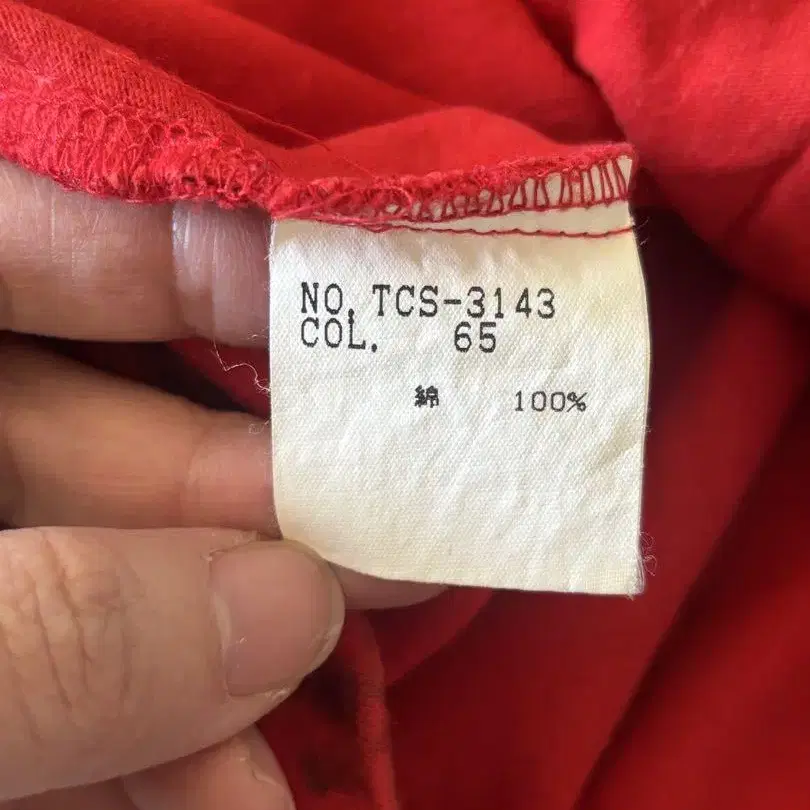 NO. TCS-3143
COL. 65
綿 100%